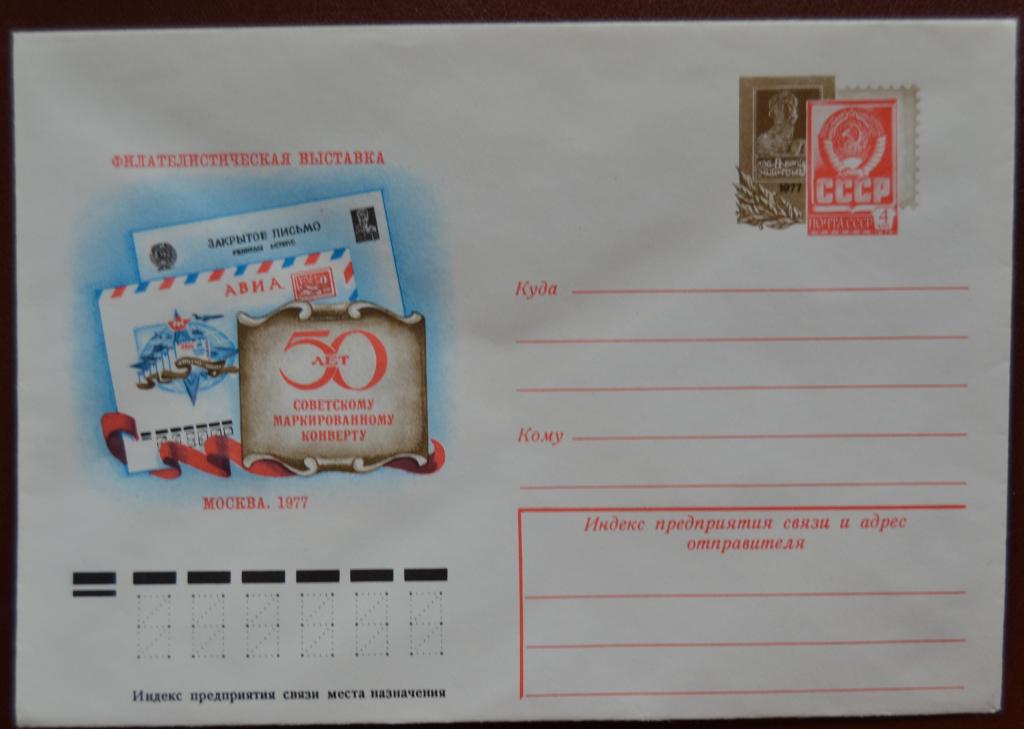 ФИЛАТЕЛИСТИЧЕСКАЯ ВЫСТАВКА
ЗАКРЫТОЕ ПИСЬМО
АВИА
50
ЛЕТ
СОВЕТСКОМУ
МАРКИРОВАННОМУ
КОНВЕРТУ
МОСКВА. 1977
1977
СССР
ПОЧТА СССР 4
Куда
Кому
Индекс предприятия связи и адрес
отправителя
Индекс предприятия связи места назначения